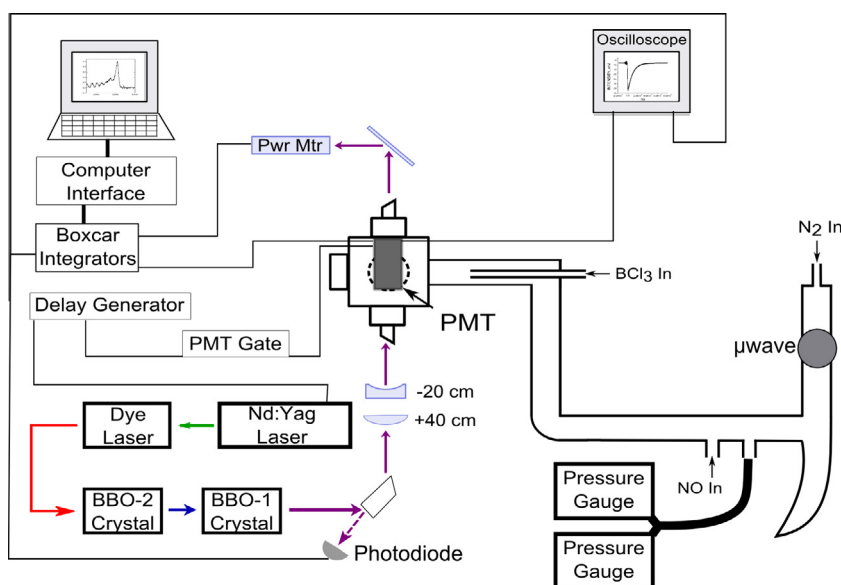 Oscilloscope
Pwr Mtr
Computer
Interface
Boxcar
Integrators
N2 In
BCl3 In
Delay Generator
PMT
PMT Gate
µwave
-20 cm
+40 cm
Dye
Laser
Nd:Yag
Laser
BBO-2
Crystal
BBO-1
Crystal
NO In
Pressure
Gauge
Pressure
Gauge
Photodiode